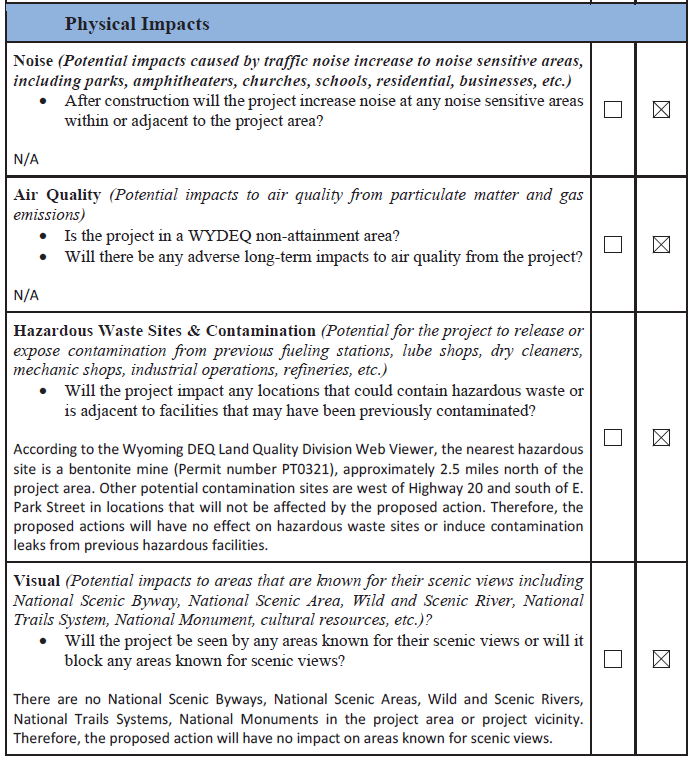 Physical Impacts
Noise (Potential impacts caused by traffic noise increase to noise sensitive areas,
including parks, amphitheaters, churches, schools, residential, businesses, etc.)
• After construction will the project increase noise at any noise sensitive areas
within or adjacent to the project area?
☐ ☒
N/A
Air Quality (Potential impacts to air quality from particulate matter and gas
emissions)
• Is the project in a WYDEQ non-attainment area?
☐ ☒
• Will there be any adverse long-term impacts to air quality from the project?
N/A
Hazardous Waste Sites & Contamination (Potential for the project to release or
expose contamination from previous fueling stations, lube shops, dry cleaners,
mechanic shops, industrial operations, refineries, etc.)
• Will the project impact any locations that could contain hazardous waste or
is adjacent to facilities that may have been previously contaminated?
☐ ☒
According to the Wyoming DEQ Land Quality Division Web Viewer, the nearest hazardous
site is a bentonite mine (Permit number PT0321), approximately 2.5 miles north of the
project area. Other potential contamination sites are west of Highway 20 and south of E.
Park Street in locations that will not be affected by the proposed action. Therefore, the
proposed actions will have no effect on hazardous waste sites or induce contamination
leaks from previous hazardous facilities.
Visual (Potential impacts to areas that are known for their scenic views including
National Scenic Byway, National Scenic Area, Wild and Scenic River, National
Trails System, National Monument, cultural resources, etc.)?
• Will the project be seen by any areas known for their scenic views or will it
block any areas known for scenic views?
☐ ☒
There are no National Scenic Byways, National Scenic Areas, Wild and Scenic Rivers,
National Trails Systems, National Monuments in the project area or project vicinity.
Therefore, the proposed action will have no impact on areas known for scenic views.